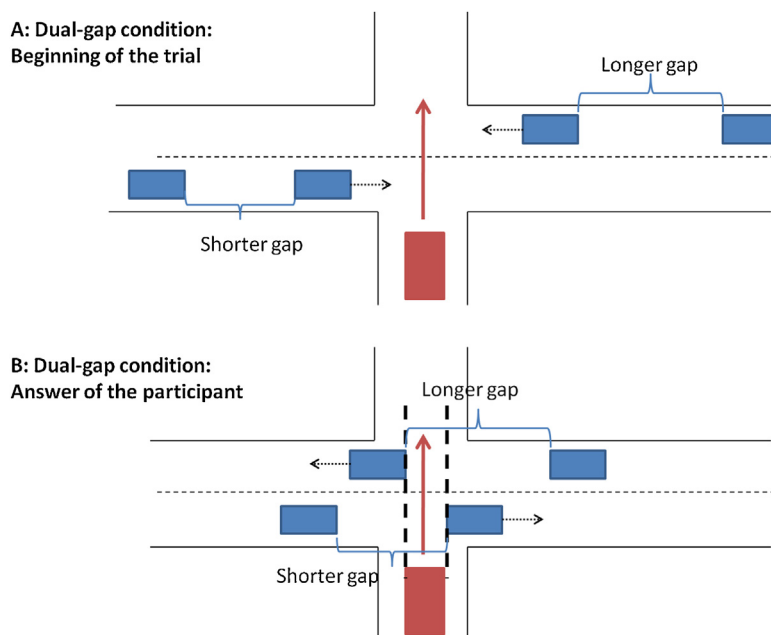 A: Dual-gap condition:
Beginning of the trial
Longer gap
Shorter gap
B: Dual-gap condition:
Answer of the participant
Longer gap
Shorter gap